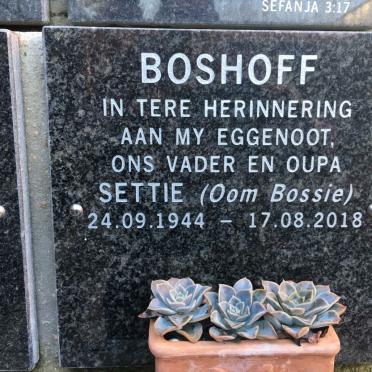 SEFANJA 3:17
BOSHOFF
IN TERE HERINNERING
AAN MY EGGENOOT,
ONS VADER EN OUPA
SETTIE (Oom Bossie)
24.09.1944 – 17.08.2018